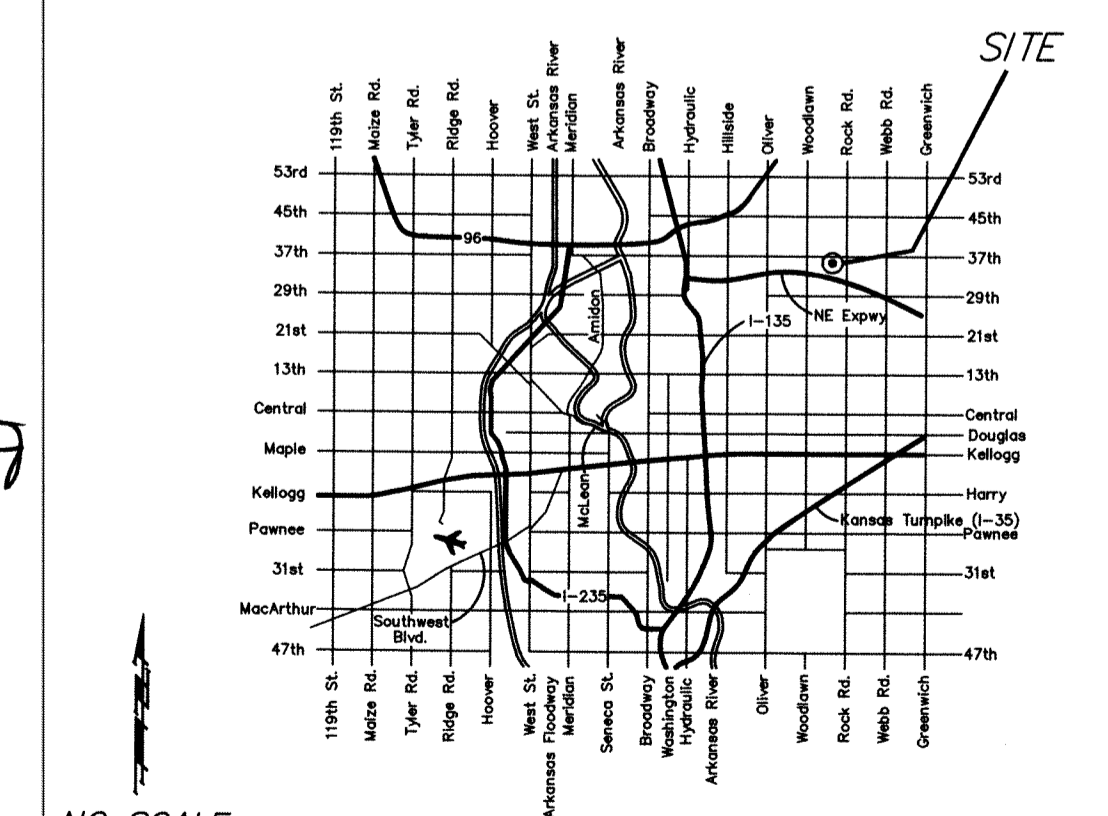 SITE
119th St.
Maize Rd.
Tyler Rd.
Ridge Rd.
Hoover
West St.
Arkansas River
Meridian
Arkansas River
Broadway
Hydraulic
Hillside
Oliver
Woodlawn
Rock Rd.
Webb Rd.
Greenwich
53rd
45th
37th
29th
21st
13th
Central
Maple
Kellogg
Pawnee
31st
MacArthur
47th
53rd
45th
37th
29th
21st
13th
Central
Douglas
Kellogg
Harry
Kansas Turnpike (I-35)
Pawnee
31st
47th
96
Amidon
I-135
NE Expwy
McLean
I-235
Southwest
Blvd.
119th St.
Maize Rd.
Tyler Rd.
Ridge Rd.
Hoover
West St.
Arkansas Floodway
Meridian
Seneca St.
Broadway
Washington
Hydraulic
Arkansas River
Oliver
Woodlawn
Rock Rd.
Webb Rd.
Greenwich
NO SCALE